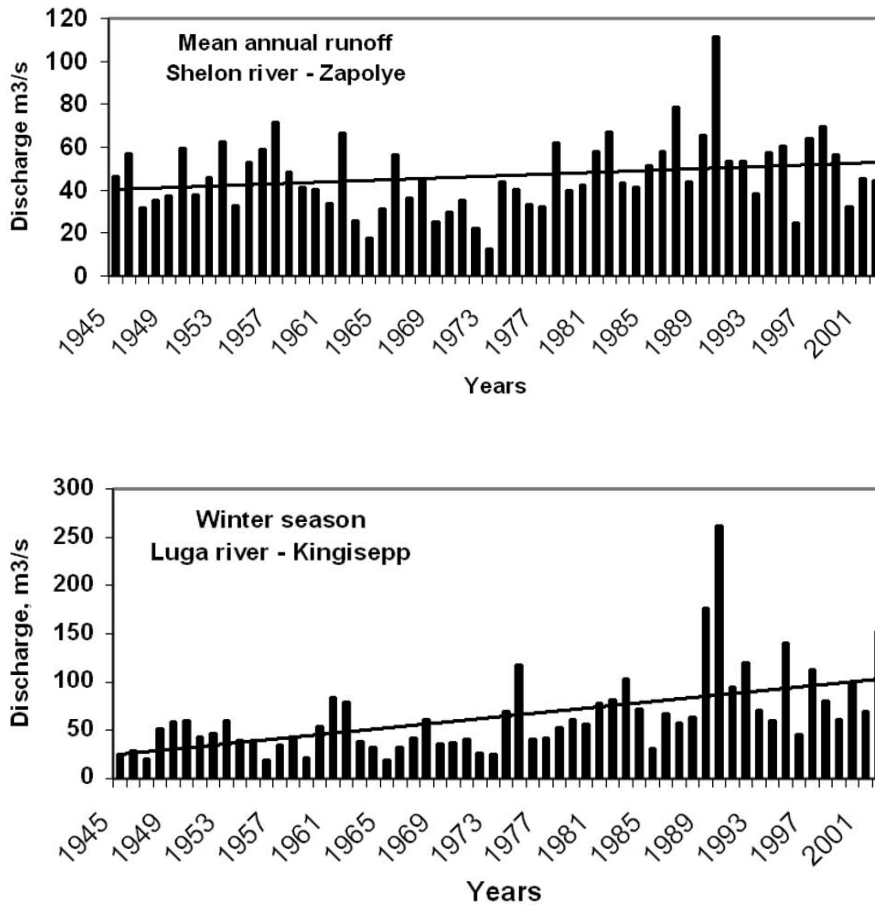 Mean annual runoff
Shelon river - Zapolye
Discharge m3/s
120
100
80
60
40
20
0
1945 1949 1953 1957 1961 1965 1969 1973 1977 1981 1985 1989 1993 1997 2001
Years
Winter season
Luga river - Kingisepp
Discharge, m3/s
300
250
200
150
100
50
0
1945 1949 1953 1957 1961 1965 1969 1973 1977 1981 1985 1989 1993 1997 2001
Years